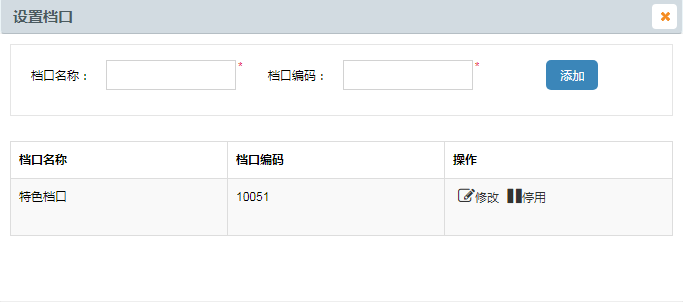 设置档口
档口名称： * 档口编码： * 添加
档口名称 档口编码 操作
特色档口 10051 修改 停用